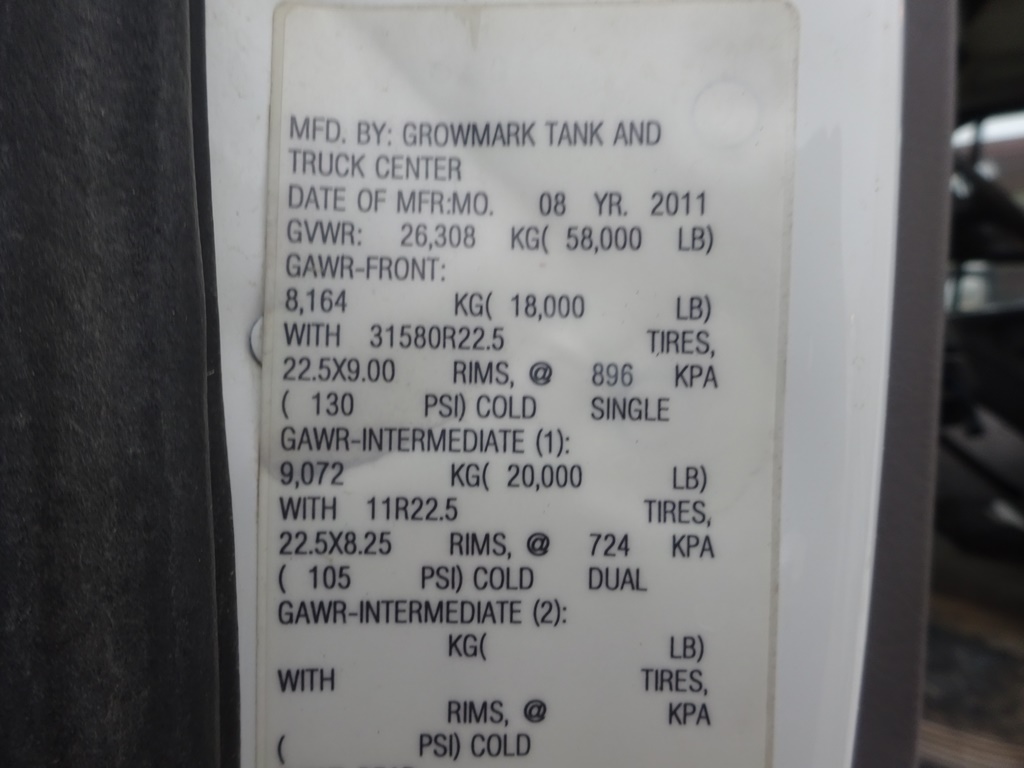 MFD. BY: GROWMARK TANK AND
TRUCK CENTER
DATE OF MFR:MO. 08 YR. 2011
GVWR: 26,308 KG( 58,000 LB)
GAWR-FRONT:
8,164 KG( 18,000 LB)
WITH 31580R22.5 TIRES,
22.5X9.00 RIMS, @ 896 KPA
( 130 PSI) COLD SINGLE
GAWR-INTERMEDIATE (1):
9,072 KG( 20,000 LB)
WITH 11R22.5 TIRES,
22.5X8.25 RIMS, @ 724 KPA
( 105 PSI) COLD DUAL
GAWR-INTERMEDIATE (2):
KG( LB)
WITH TIRES,
RIMS, @ KPA
( PSI) COLD